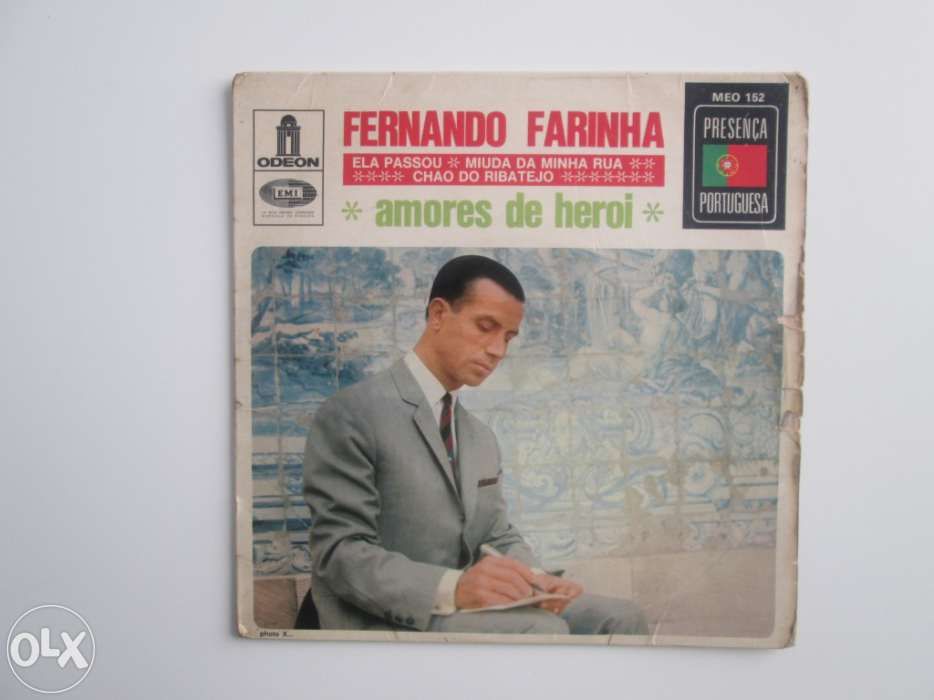 MEO 152
PRESENÇA
PORTUGUESA
ODEON
EMI
FERNANDO FARINHA
ELA PASSOU * MIUDA DA MINHA RUA **
**** CHAO DO RIBATEJO *******
* amores de heroi *
photo X...
OLX